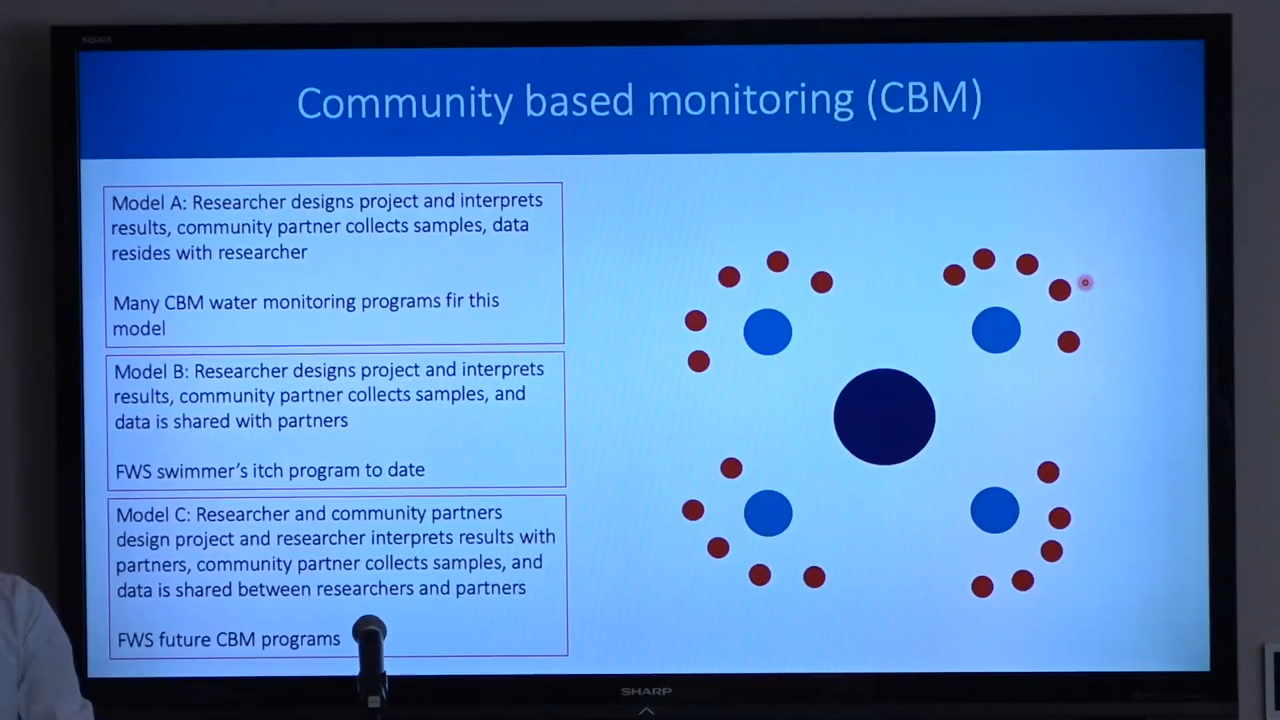 AQUOS
Community based monitoring (CBM)
Model A: Researcher designs project and interprets
results, community partner collects samples, data
resides with researcher
Many CBM water monitoring programs fir this
model
Model B: Researcher designs project and interprets
results, community partner collects samples, and
data is shared with partners
FWS swimmer’s itch program to date
Model C: Researcher and community partners
design project and researcher interprets results with
partners, community partner collects samples, and
data is shared between researchers and partners
FWS future CBM programs
SHARP